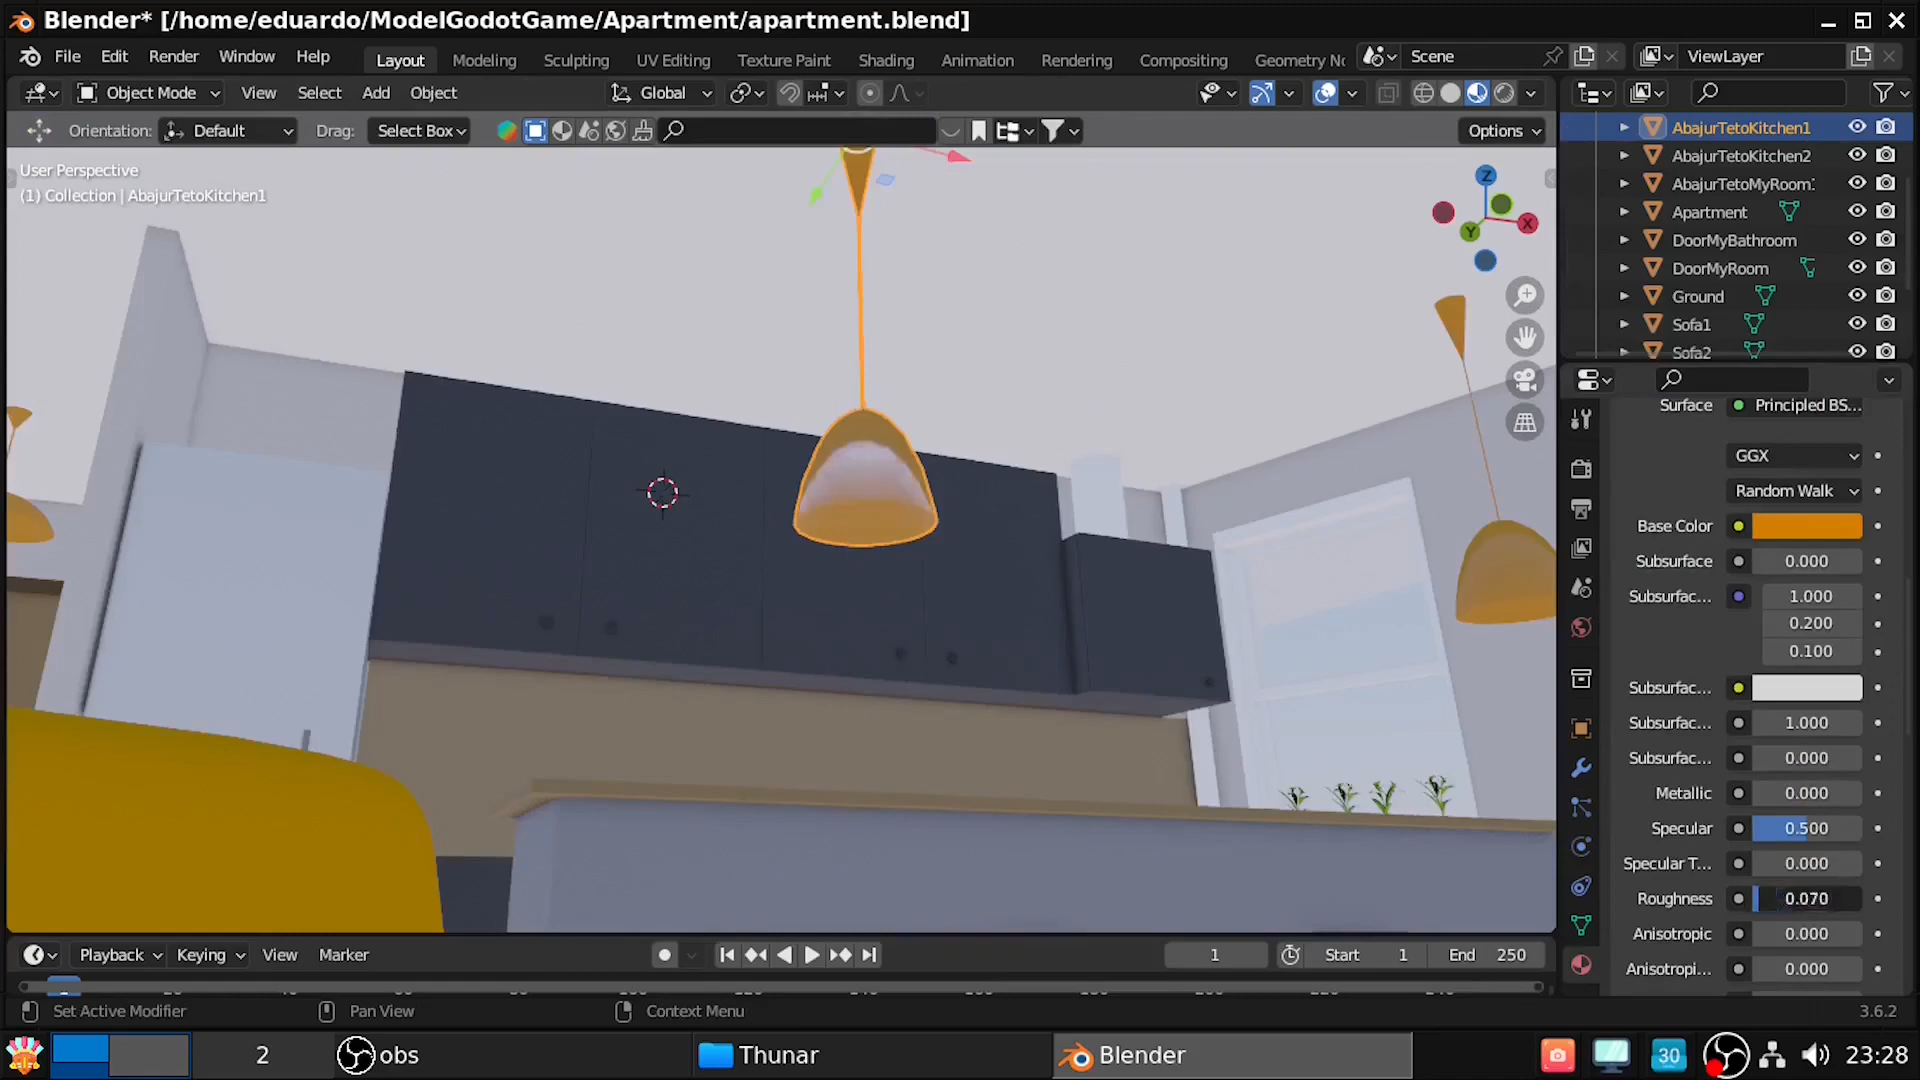 Blender* [/home/eduardo/ModelGodotGame/Apartment/apartment.blend]
File Edit Render Window Help Layout Modeling Sculpting UV Editing Texture Paint Shading Animation Rendering Compositing Geometry No Scene ViewLayer
Object Mode View Select Add Object Global
Orientation: Default Drag: Select Box Options
User Perspective
(1) Collection | AbajurTetoKitchen1
Z
X
Y
AbajurTetoKitchen1
AbajurTetoKitchen2
AbajurTetoMyRoom1
Apartment
DoorMyBathroom
DoorMyRoom
Ground
Sofa1
Sofa2
Surface Principled BS...
GGX
Random Walk
Base Color
Subsurface 0.000
Subsurfac... 1.000
0.200
0.100
Subsurfac...
Subsurfac... 1.000
Subsurfac... 0.000
Metallic 0.000
Specular 0.500
Specular T... 0.000
Roughness 0.070
Anisotropic 0.000
Anisotropi... 0.000
Playback Keying View Marker 1 Start 1 End 250
Set Active Modifier Pan View Context Menu 3.6.2
2 obs Thunar Blender 30 23:28